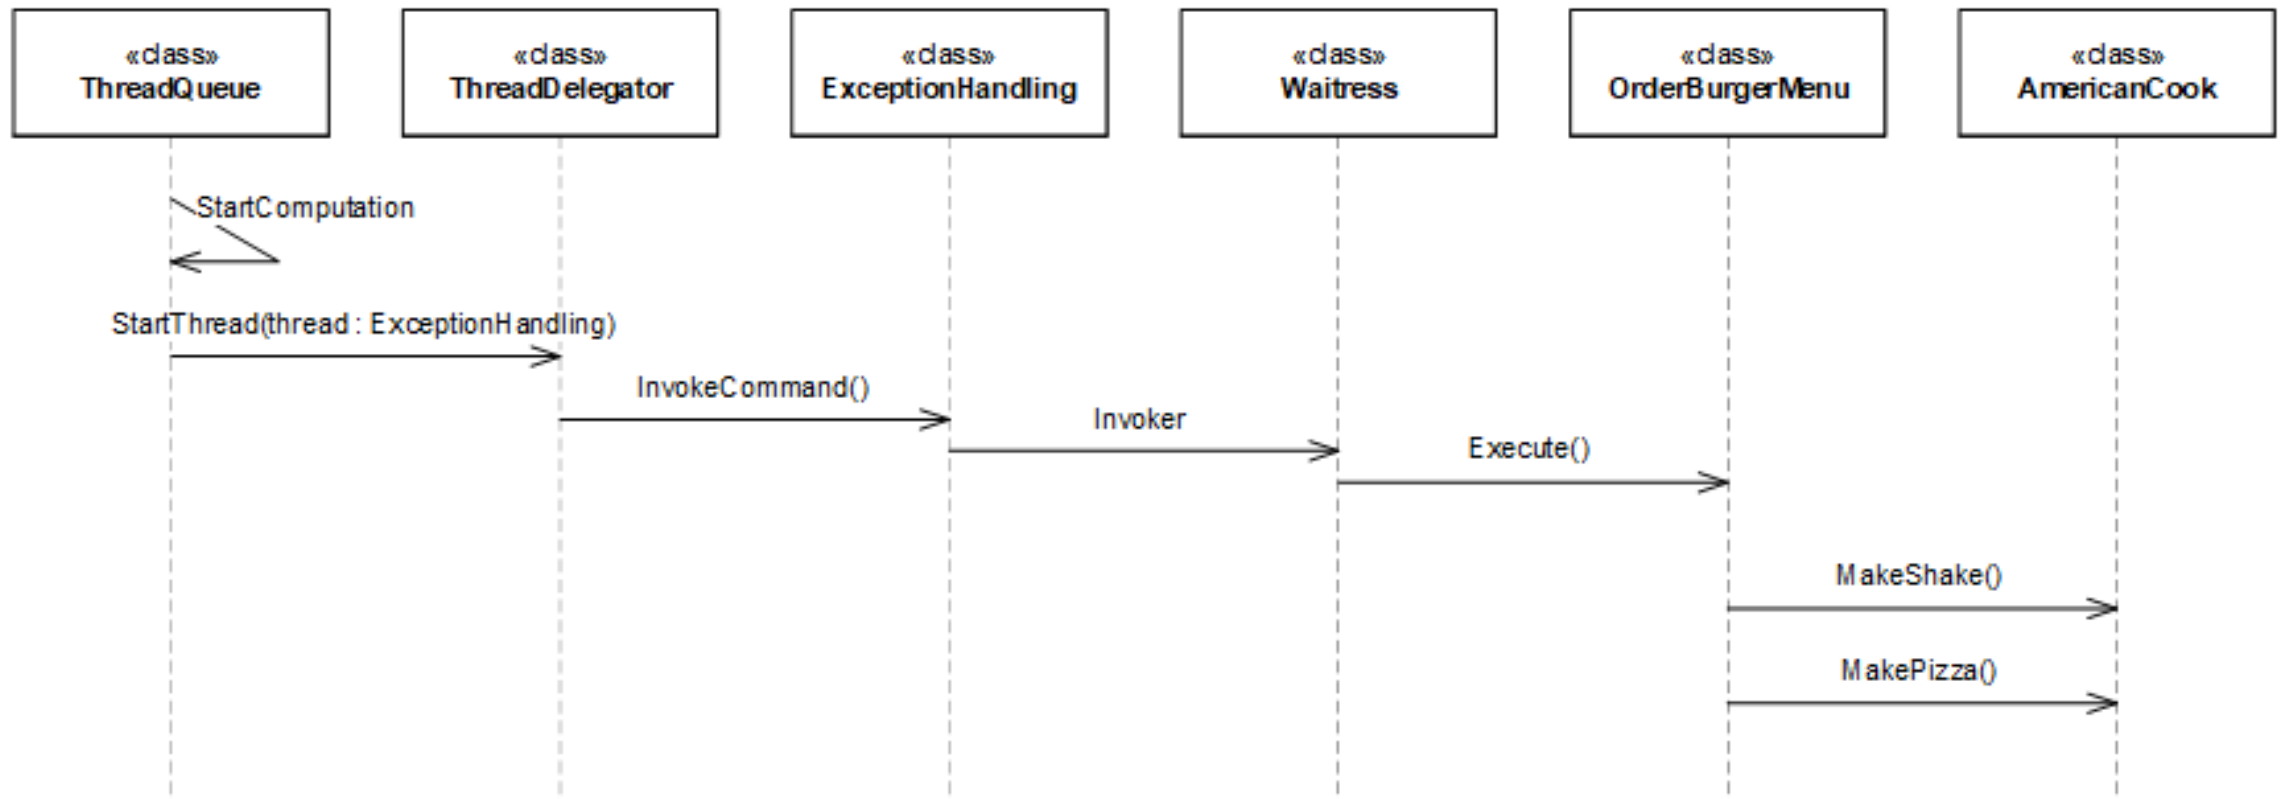 «class» «class» «class» «class» «class» «class»
ThreadQueue ThreadDelegator ExceptionHandling Waitress OrderBurgerMenu AmericanCook
StartComputation
StartThread(thread : ExceptionHandling)
InvokeCommand()
Invoker
Execute()
MakeShake()
MakePizza()